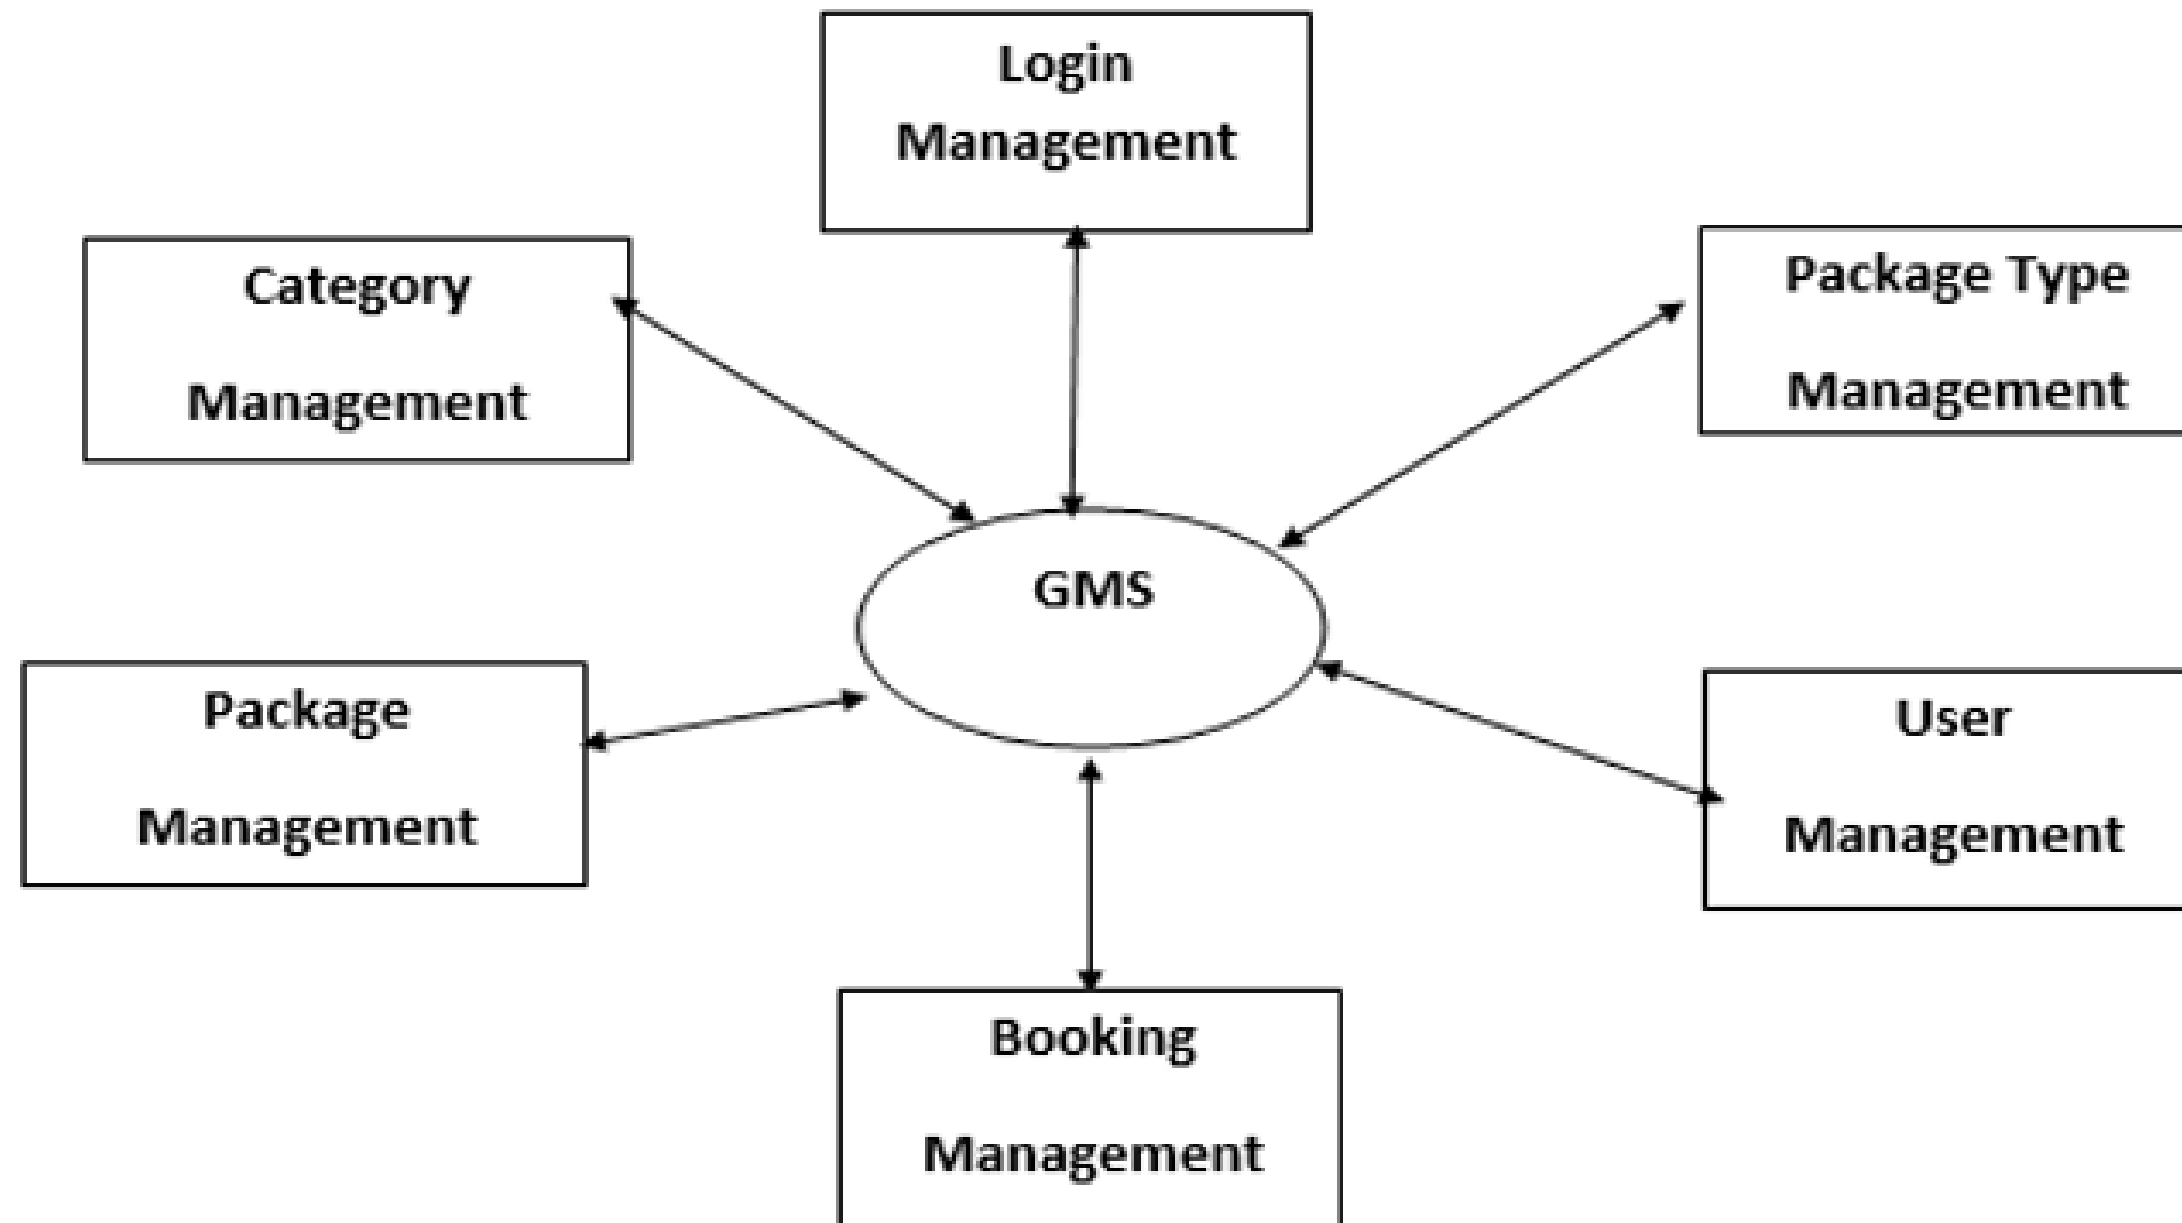 Login
Management
Category
Management
Package Type
Management
GMS
Package
Management
User
Management
Booking
Management